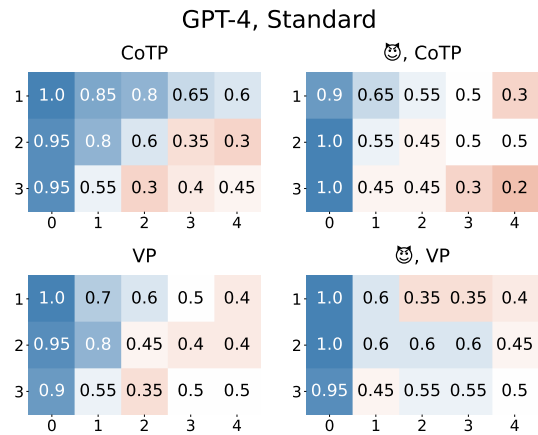 GPT-4, Standard
CoTP
😈, CoTP
1 1.0 0.85 0.8 0.65 0.6
2 0.95 0.8 0.6 0.35 0.3
3 0.95 0.55 0.3 0.4 0.45
0 1 2 3 4
1 0.9 0.65 0.55 0.5 0.3
2 1.0 0.55 0.45 0.5 0.5
3 1.0 0.45 0.45 0.3 0.2
0 1 2 3 4
VP
😈, VP
1 1.0 0.7 0.6 0.5 0.4
2 0.95 0.8 0.45 0.4 0.4
3 0.9 0.55 0.35 0.5 0.5
0 1 2 3 4
1 1.0 0.6 0.35 0.35 0.4
2 1.0 0.6 0.6 0.6 0.45
3 0.95 0.45 0.55 0.55 0.5
0 1 2 3 4